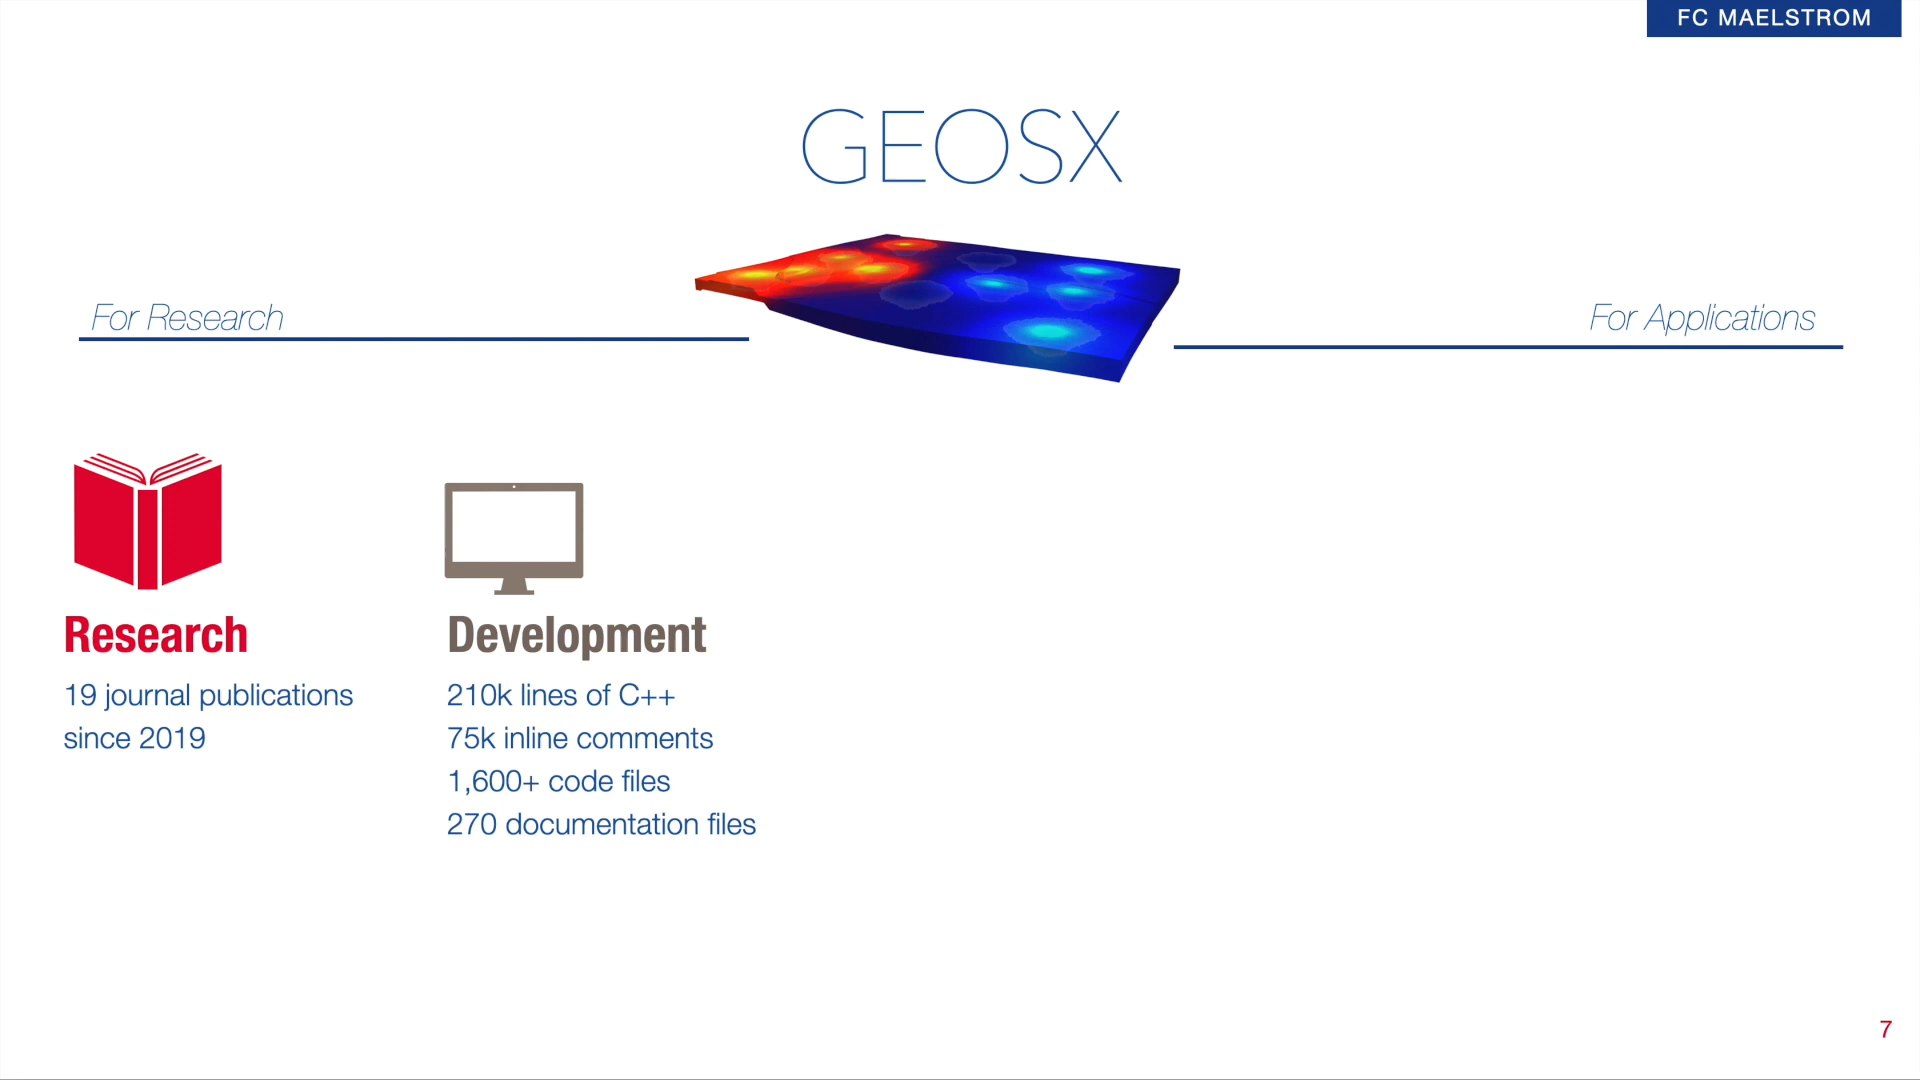 FC MAELSTROM
GEOSX
For Research
For Applications
Research
19 journal publications
since 2019
Development
210k lines of C++
75k inline comments
1,600+ code files
270 documentation files
7